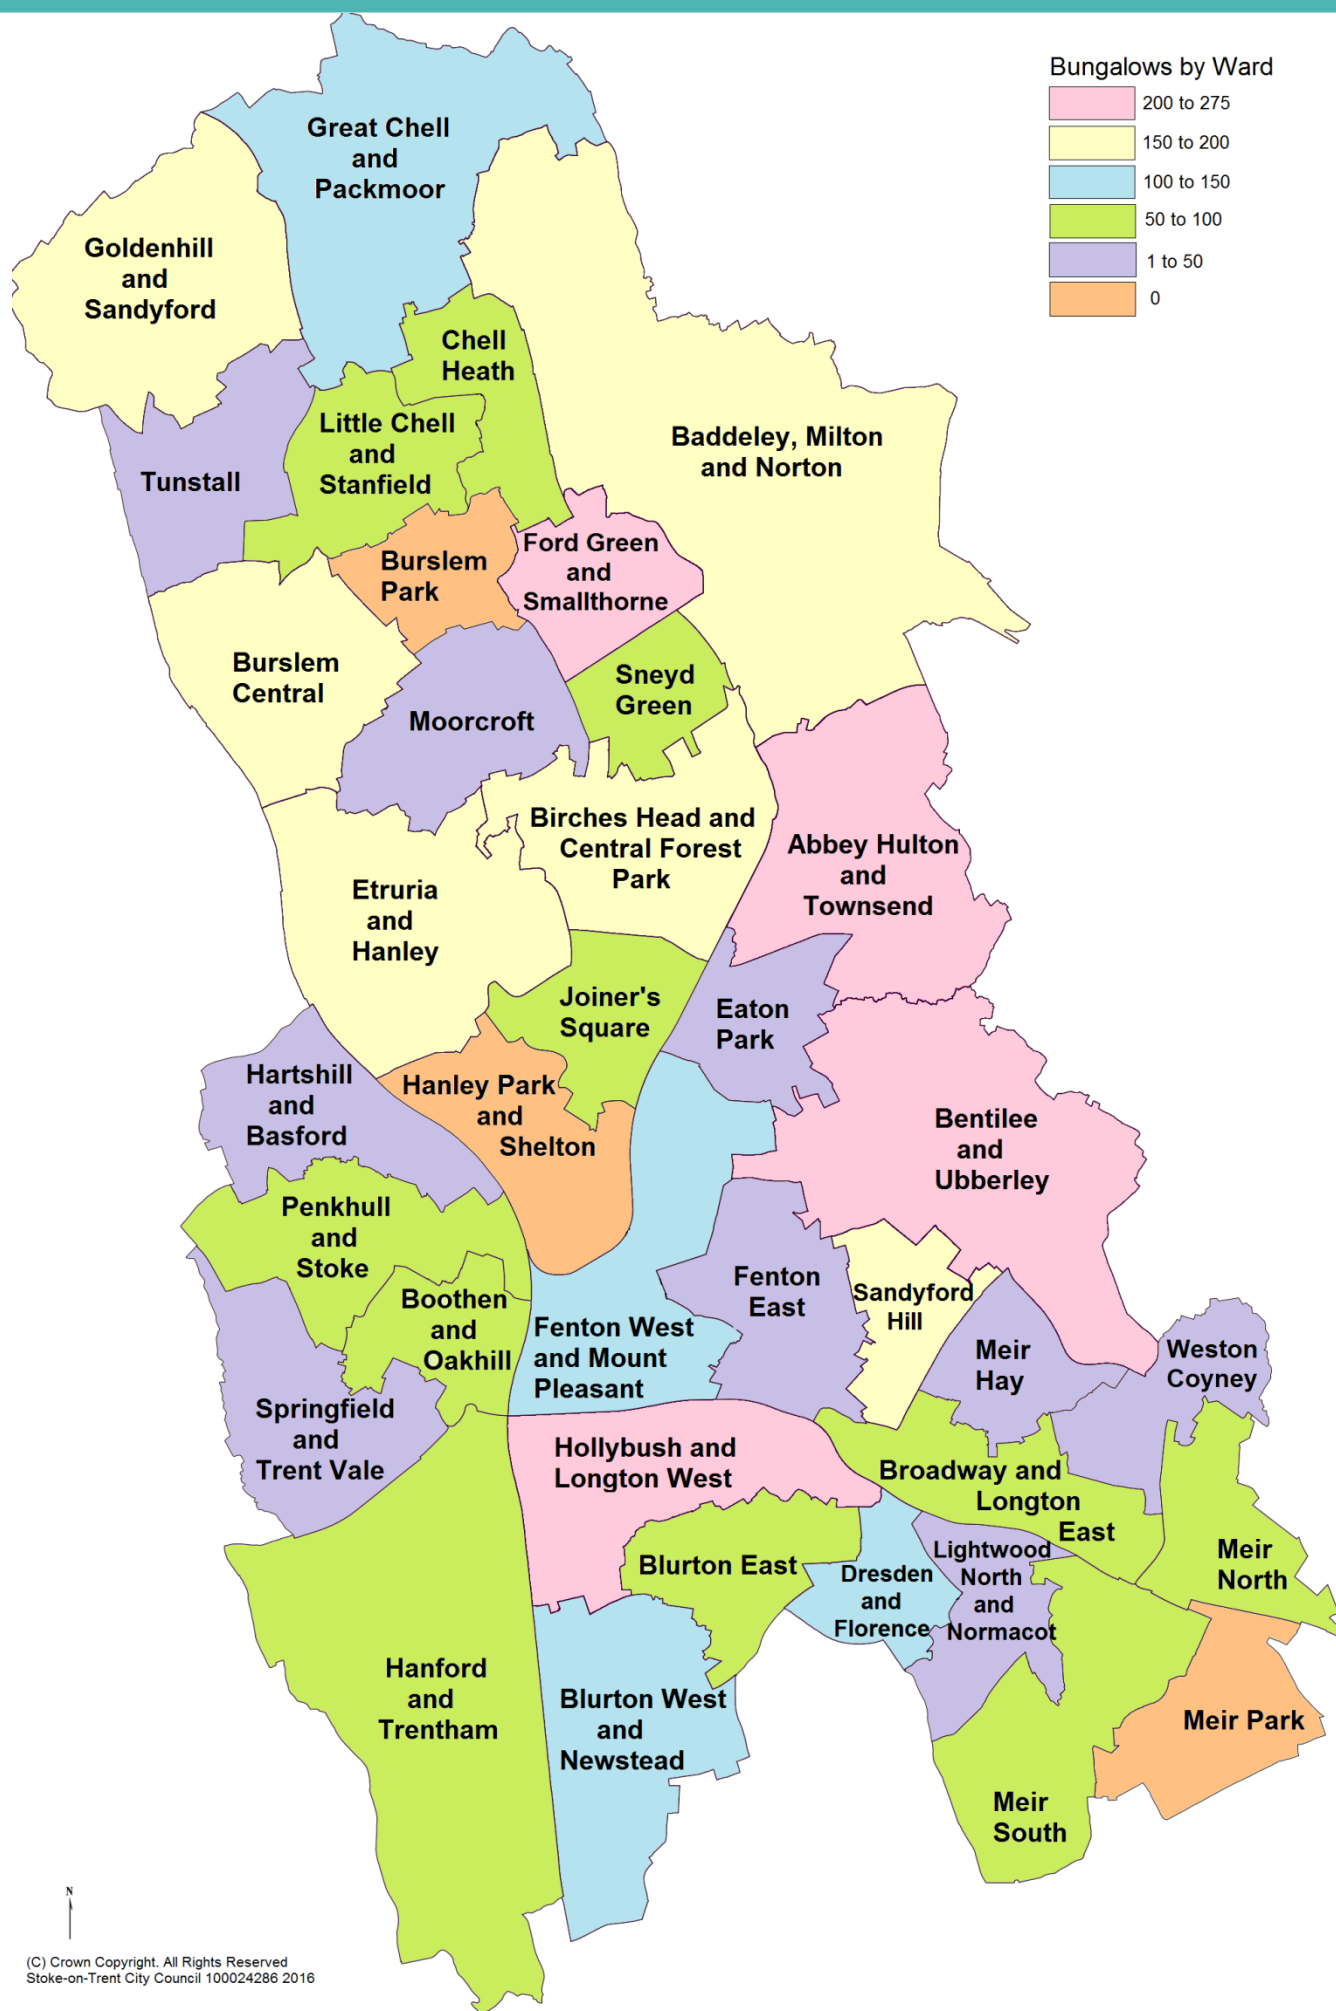 Bungalows by Ward
200 to 275
150 to 200
100 to 150
50 to 100
1 to 50
0
Great Chell
and
Packmoor
Goldenhill
and
Sandyford
Chell
Heath
Little Chell
and
Stanfield
Baddeley, Milton
and Norton
Tunstall
Burslem
Park
Ford Green
and
Smallthorne
Burslem
Central
Sneyd
Green
Moorcroft
Birches Head and
Central Forest
Park
Abbey Hulton
and
Townsend
Etruria
and
Hanley
Joiner's
Square
Eaton
Park
Hartshill
and
Basford
Hanley Park
and
Shelton
Bentilee
and
Ubberley
Penkhull
and
Stoke
Boothen
and
Oakhill
Fenton West
and Mount
Pleasant
Fenton
East
Sandyford
Hill
Meir
Hay
Weston
Coyney
Springfield
and
Trent Vale
Hollybush and
Longton West
Broadway and
Longton
East
Blurton East
Dresden
and
Florence
Lightwood
North
and
Normacot
Meir
North
Hanford
and
Trentham
Blurton West
and
Newstead
Meir Park
Meir
South
N
(C) Crown Copyright. All Rights Reserved
Stoke-on-Trent City Council 100024286 2016